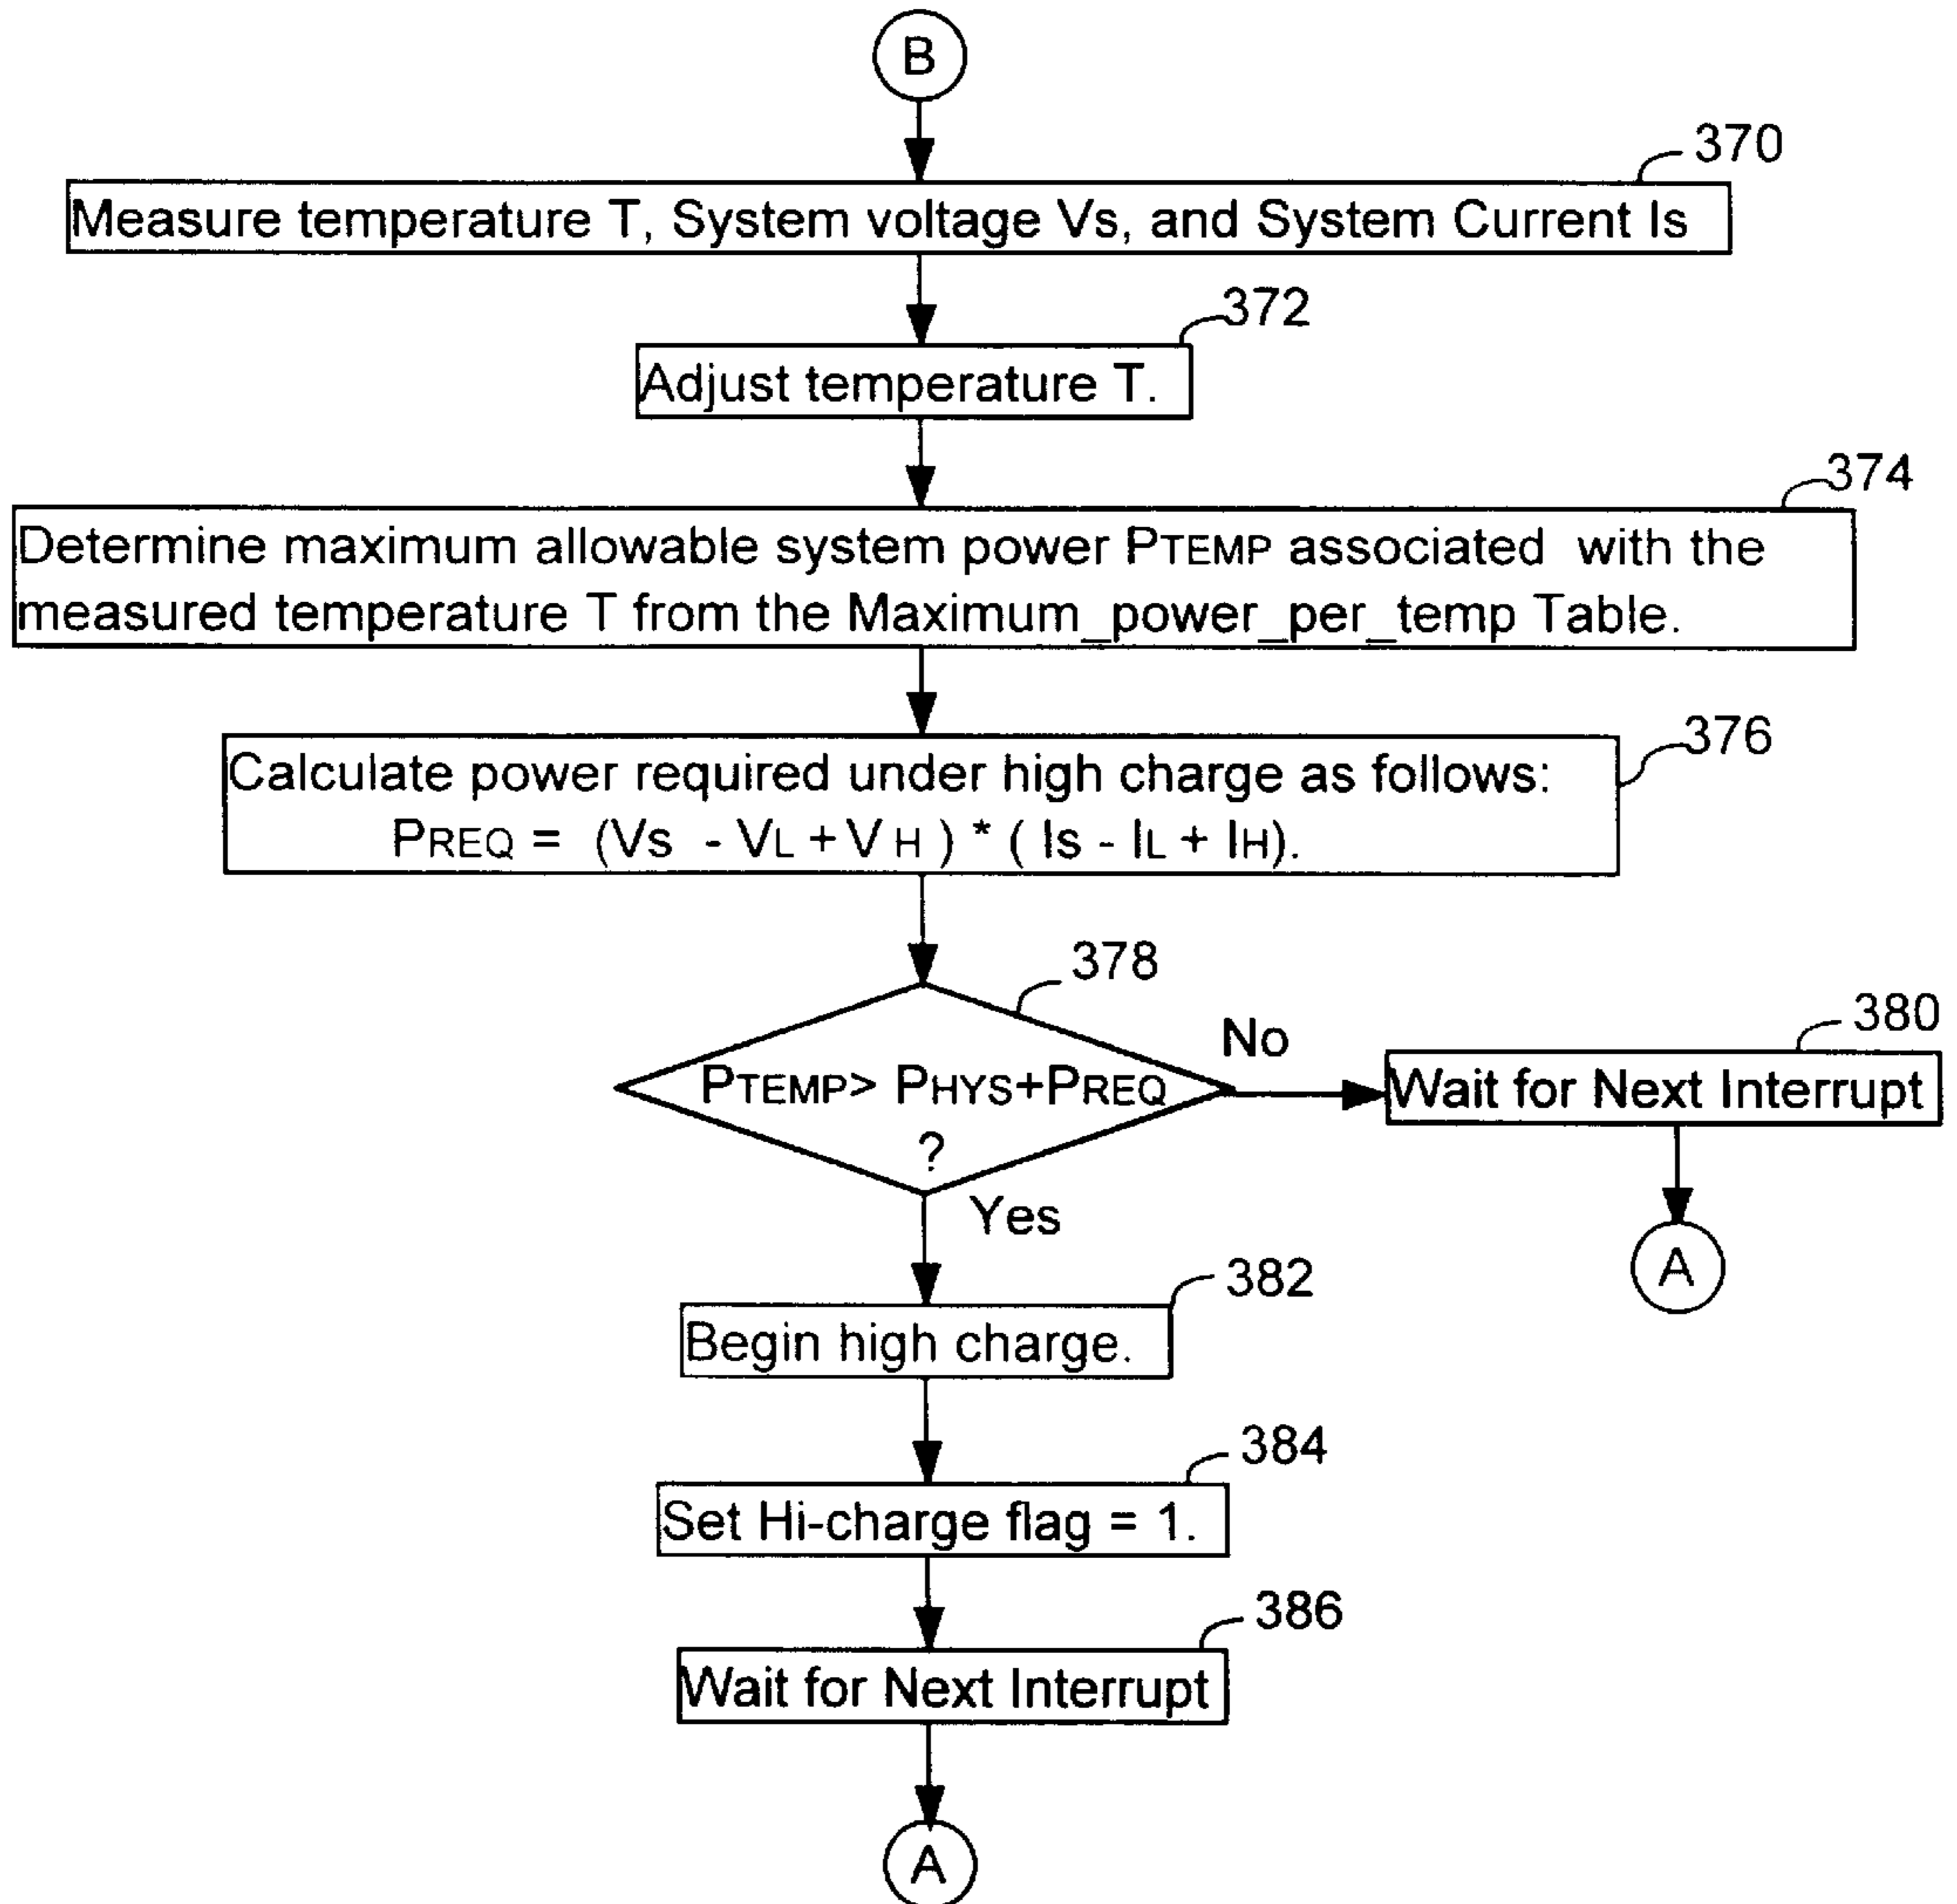 B
370
Measure temperature T, System voltage Vs, and System Current Is
372
Adjust temperature T.
374
Determine maximum allowable system power PTEMP associated with the
measured temperature T from the Maximum_power_per_temp Table.
376
Calculate power required under high charge as follows:
PREQ = (Vs - VL + VH) * ( Is - IL + IH).
378
No
380
PTEMP> PHYS+PREQ
?
Wait for Next Interrupt
Yes
A
382
Begin high charge.
384
Set Hi-charge flag = 1.
386
Wait for Next Interrupt
A